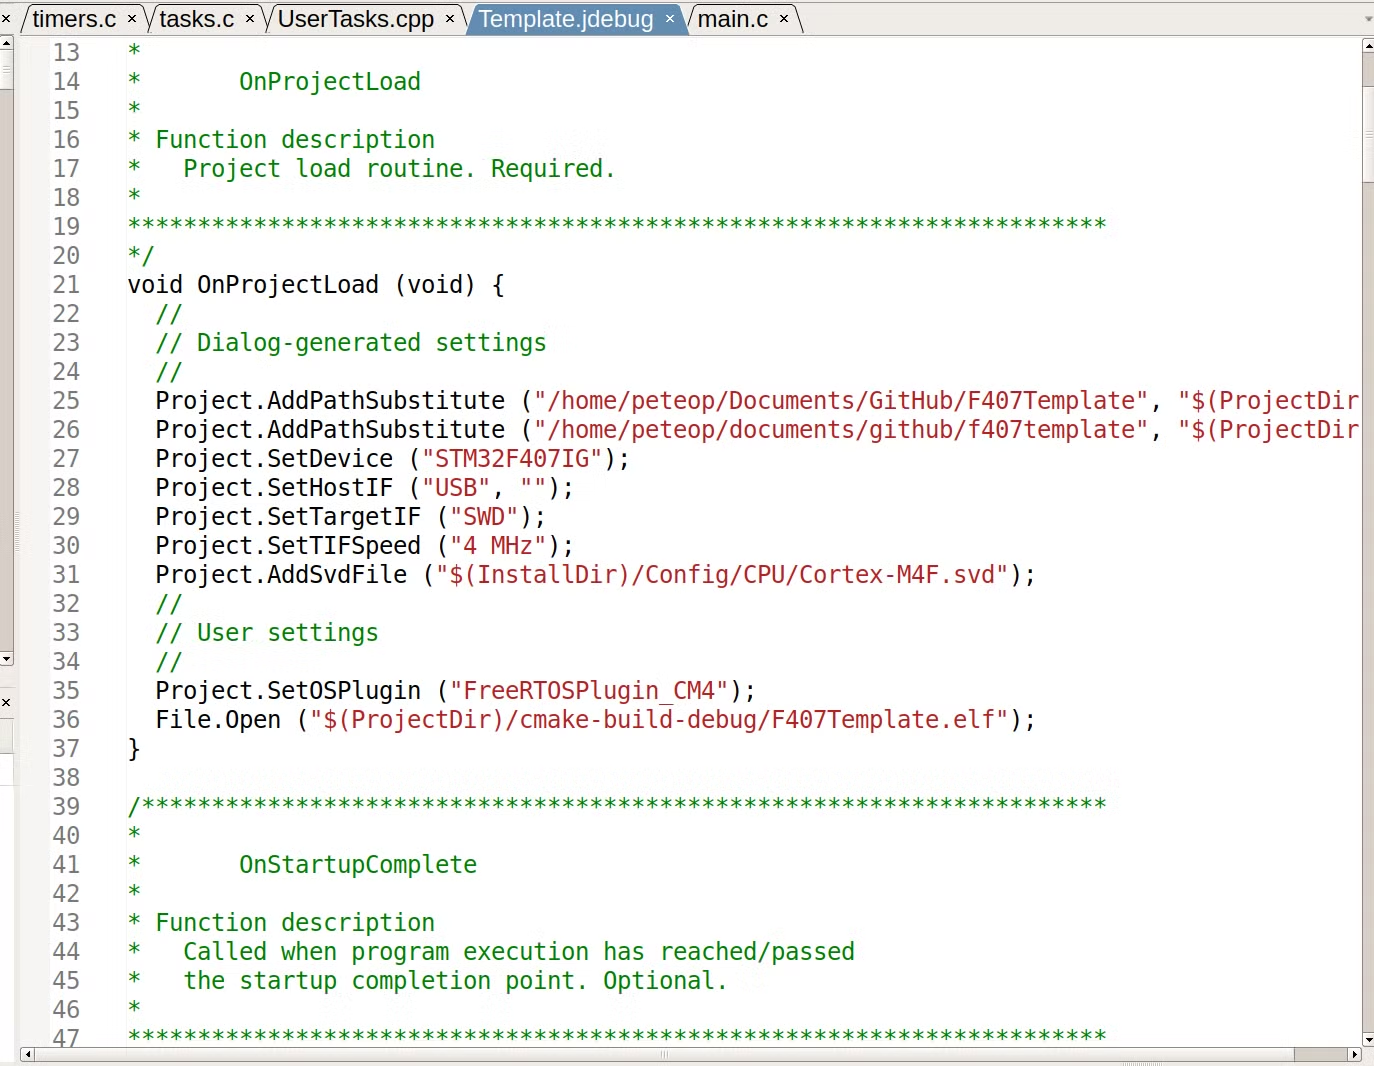 timers.c × tasks.c × UserTasks.cpp × Template.jdebug × main.c ×
13 *
14 *       OnProjectLoad
15 *
16 * Function description
17 *   Project load routine. Required.
18 *
19 **********************************************************************
20 */
21 void OnProjectLoad (void) {
22   //
23   // Dialog-generated settings
24   //
25   Project.AddPathSubstitute ("/home/peteop/Documents/GitHub/F407Template", "$(ProjectDir
26   Project.AddPathSubstitute ("/home/peteop/documents/github/f407template", "$(ProjectDir
27   Project.SetDevice ("STM32F407IG");
28   Project.SetHostIF ("USB", "");
29   Project.SetTargetIF ("SWD");
30   Project.SetTIFSpeed ("4 MHz");
31   Project.AddSvdFile ("$(InstallDir)/Config/CPU/Cortex-M4F.svd");
32   //
33   // User settings
34   //
35   Project.SetOSPlugin ("FreeRTOSPlugin_CM4");
36   File.Open ("$(ProjectDir)/cmake-build-debug/F407Template.elf");
37 }
38
39 /*********************************************************************
40 *
41 *       OnStartupComplete
42 *
43 * Function description
44 *   Called when program execution has reached/passed
45 *   the startup completion point. Optional.
46 *
47 **********************************************************************